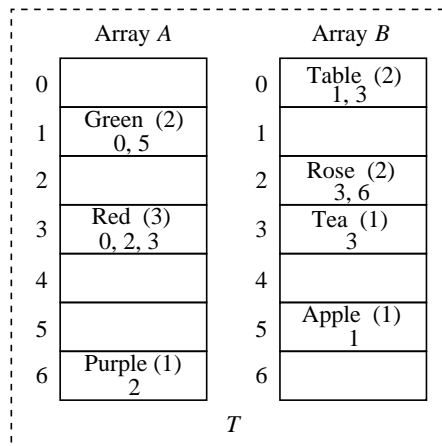 Array A Array B
0 Table (2)
1, 3 0
1 Green (2)
0, 5 1
2 Rose (2)
3, 6 2
3 Red (3)
0, 2, 3 3 Tea (1)
3
4 4
5 5 Apple (1)
1
6 Purple (1)
2 6
T